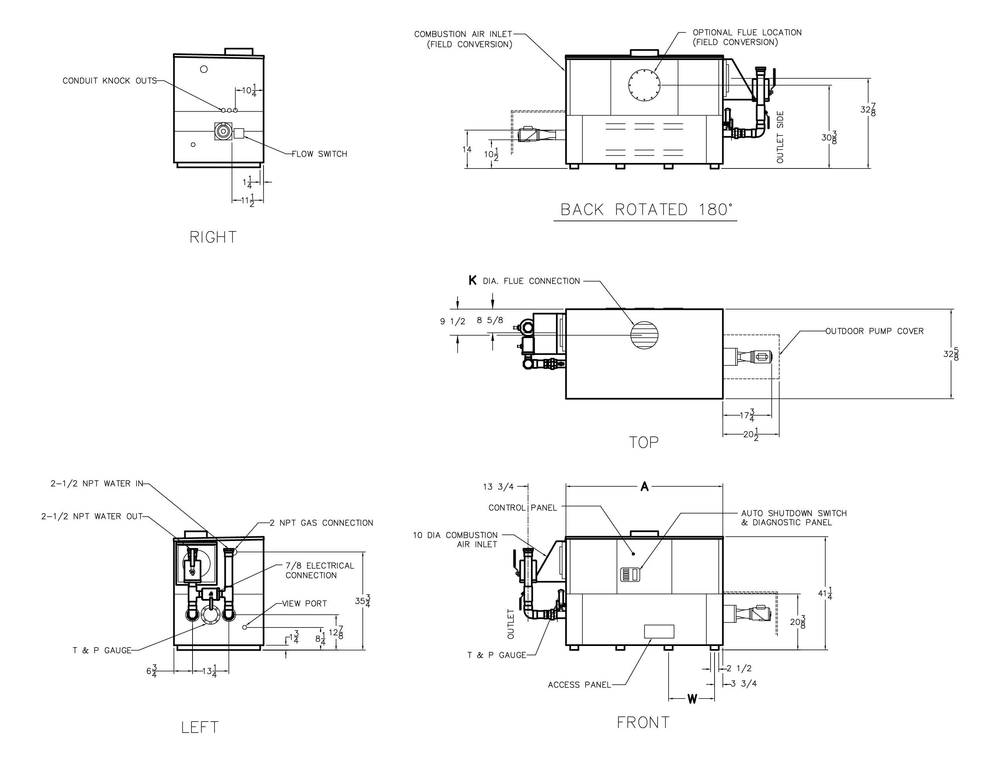 CONDUIT KNOCK OUTS
10 1/4
FLOW SWITCH
1 1/4
11 1/2
RIGHT
COMBUSTION AIR INLET
(FIELD CONVERSION)
OPTIONAL FLUE LOCATION
(FIELD CONVERSION)
32 7/8
30 3/8
OUTLET SIDE
14
10 1/2
BACK ROTATED 180°
K DIA. FLUE CONNECTION
9 1/2
8 5/8
OUTDOOR PUMP COVER
32 5/8
17 3/4
20 1/2
TOP
2-1/2 NPT WATER IN
2-1/2 NPT WATER OUT
2 NPT GAS CONNECTION
7/8 ELECTRICAL
CONNECTION
VIEW PORT
35 3/4
12 7/8
8 1/4
1 3/4
T & P GAUGE
6 3/4
13 1/4
LEFT
13 3/4
A
CONTROL PANEL
AUTO SHUTDOWN SWITCH
& DIAGNOSTIC PANEL
10 DIA COMBUSTION
AIR INLET
41 1/4
20 3/8
OUTLET
T & P GAUGE
2 1/2
3 3/4
ACCESS PANEL
W
FRONT